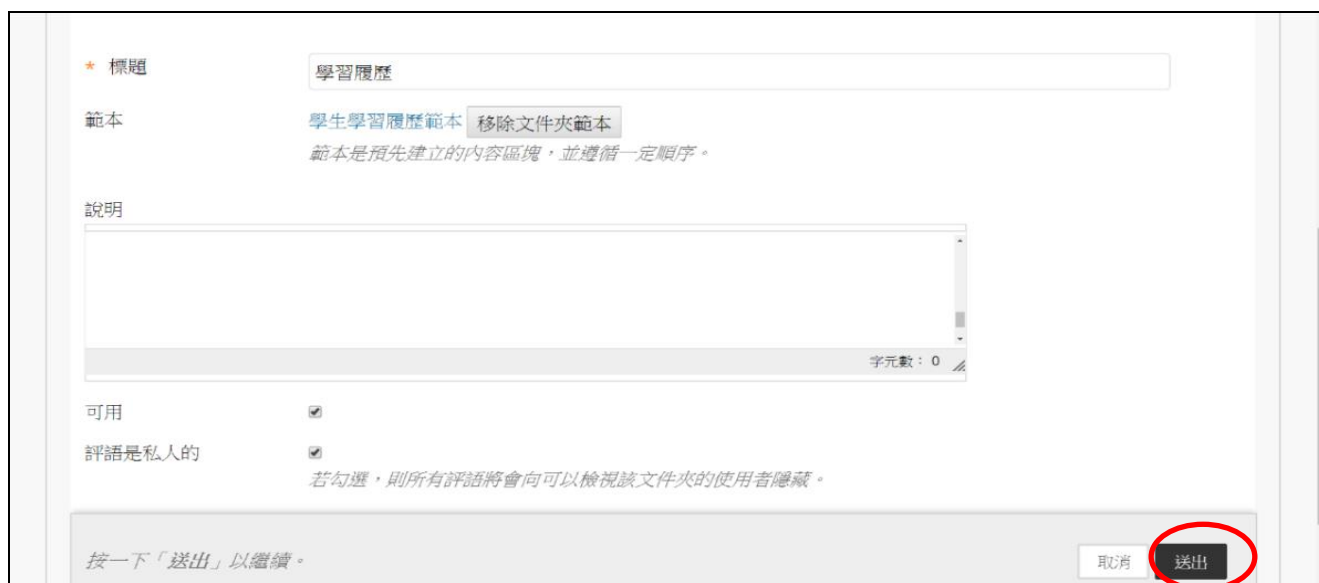 * 標題
學習履歷
範本
學生學習履歷範本 移除文件夾範本
範本是預先建立的內容區塊，並遵循一定順序。
說明
字元數：0
可用
評語是私人的
若勾選，則所有評語將會向可以檢視該文件夾的使用者隱藏。
按一下「送出」以繼續。
取消 送出